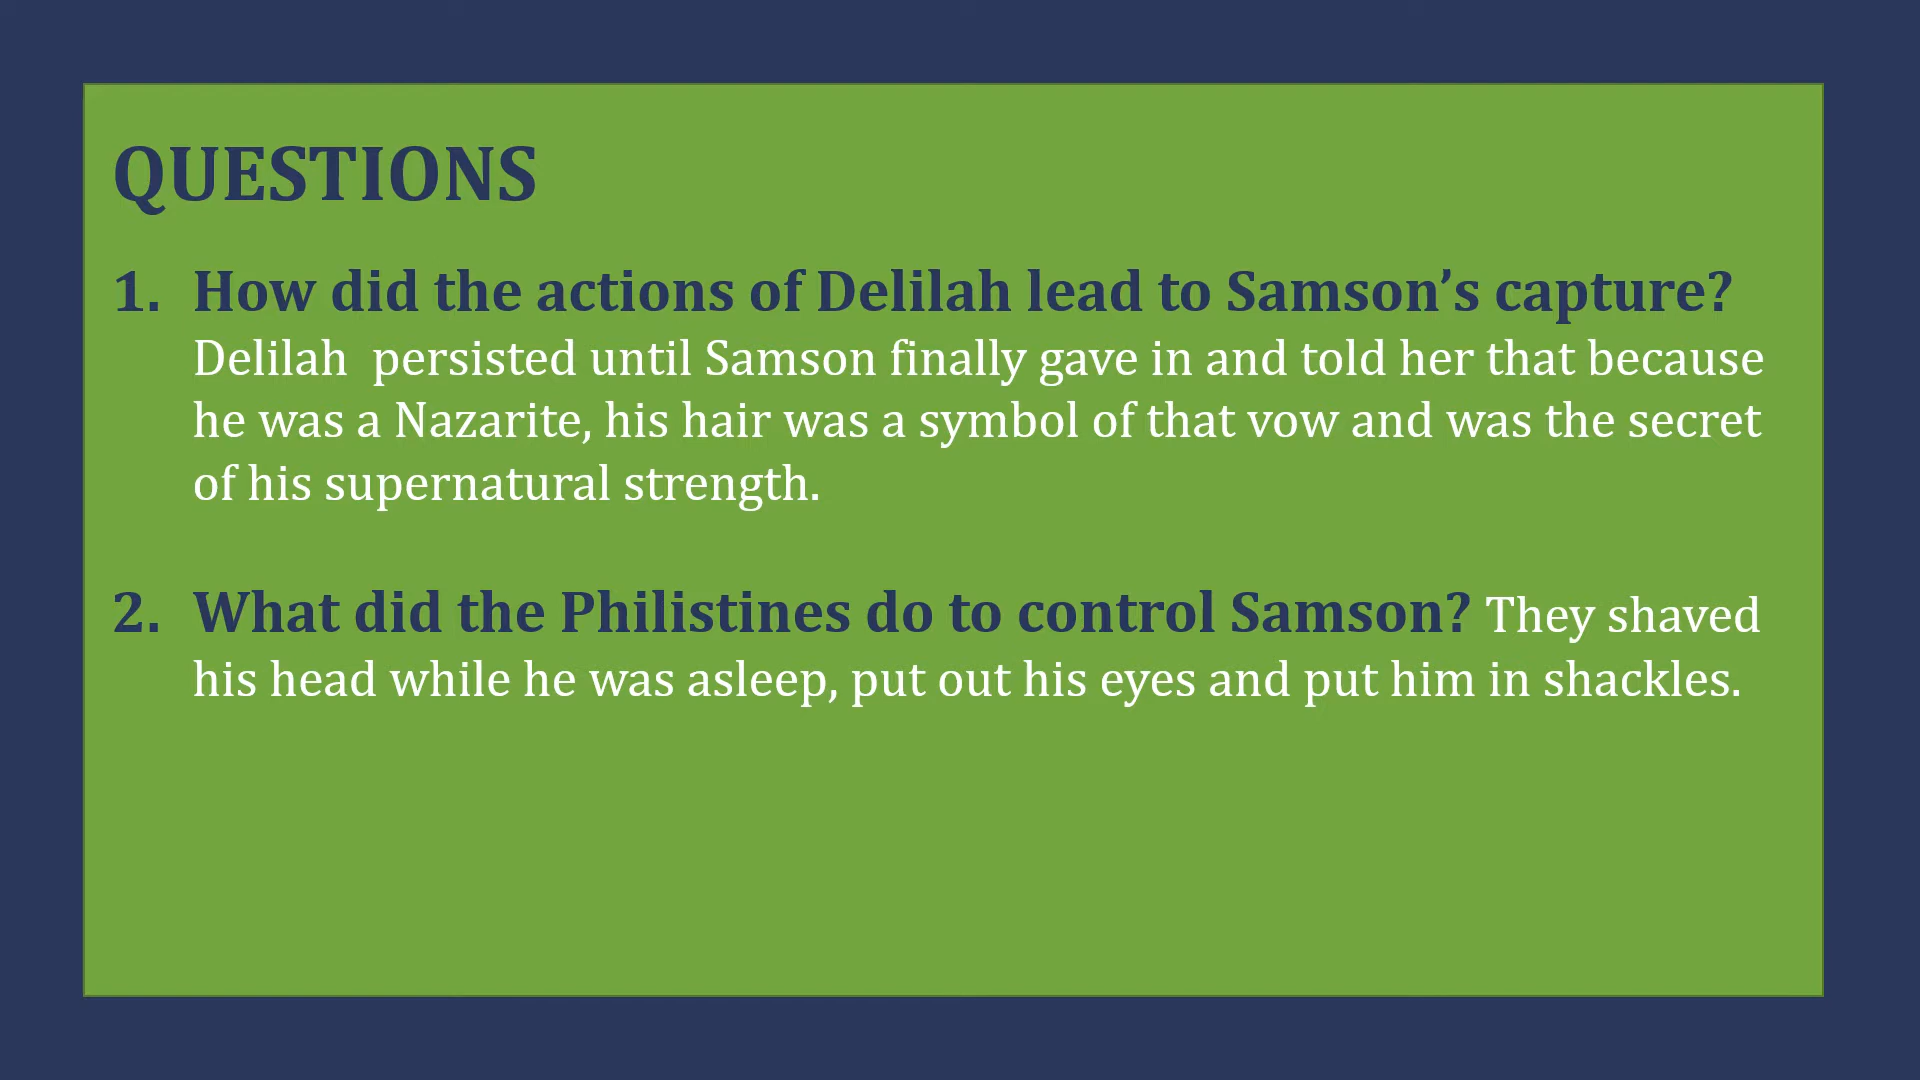 QUESTIONS
1. How did the actions of Delilah lead to Samson’s capture?
Delilah  persisted until Samson finally gave in and told her that because
he was a Nazarite, his hair was a symbol of that vow and was the secret
of his supernatural strength.
2. What did the Philistines do to control Samson? They shaved
his head while he was asleep, put out his eyes and put him in shackles.